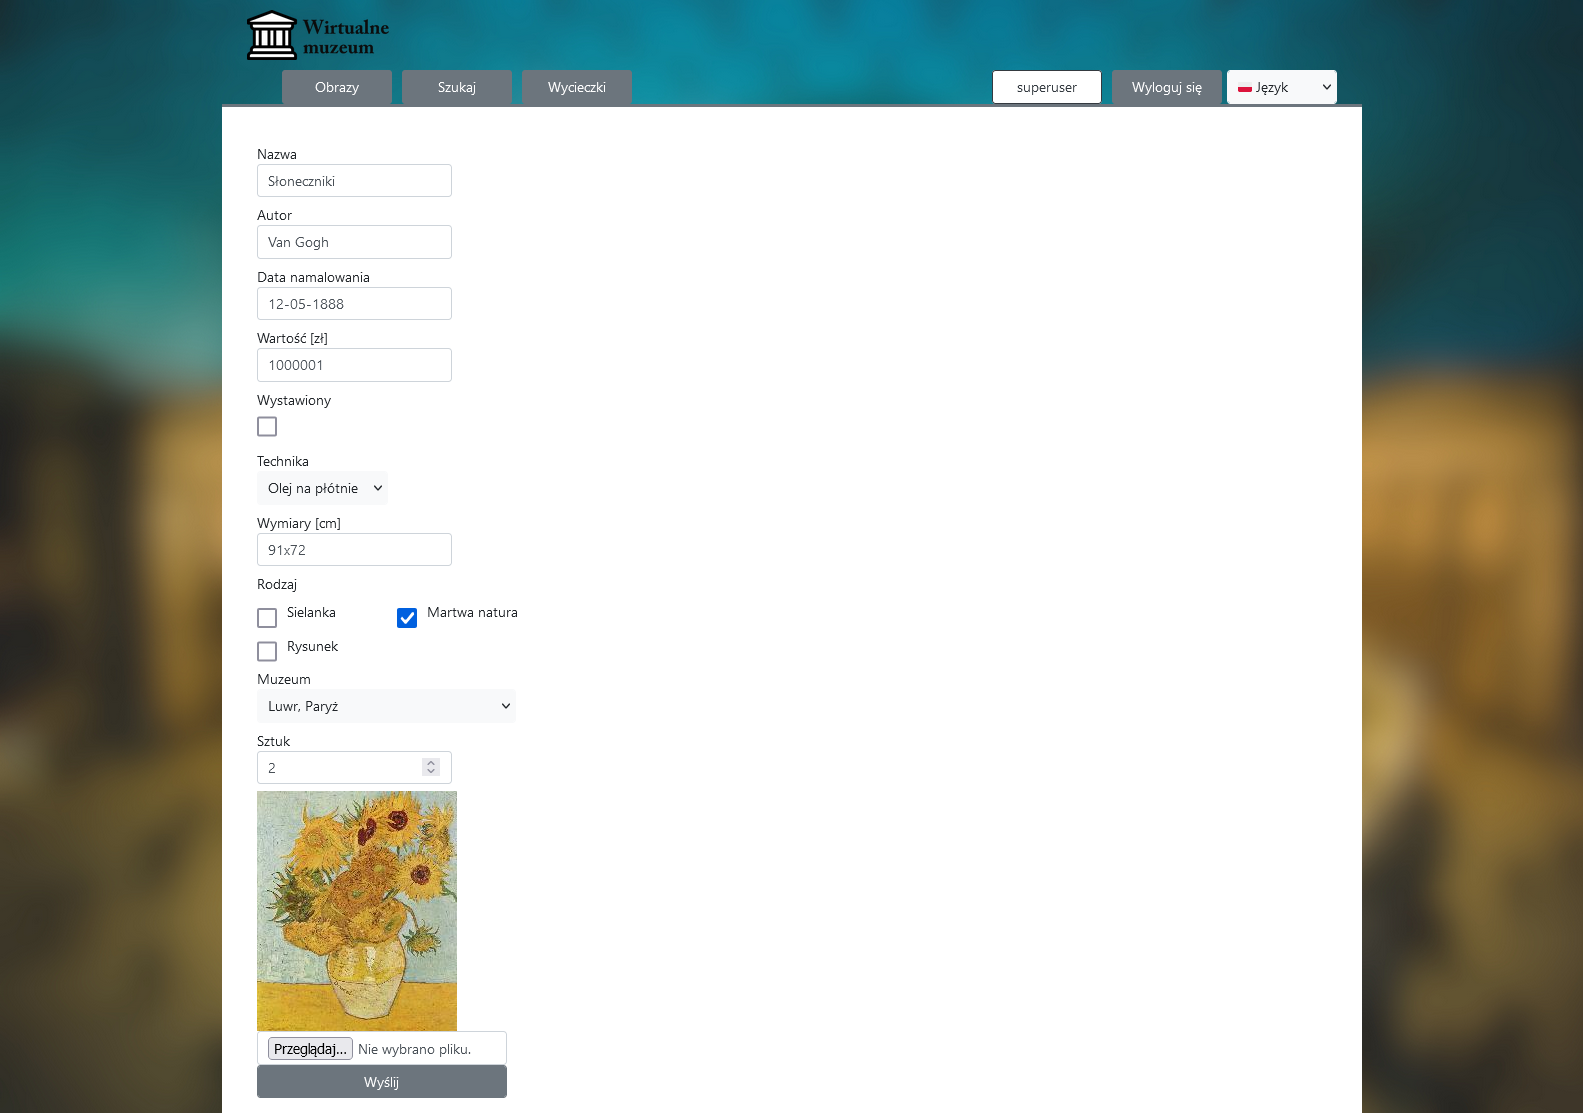 Wirtualne
muzeum
Obrazy Szukaj Wycieczki superuser Wyloguj się Język
Nazwa
Słoneczniki
Autor
Van Gogh
Data namalowania
12-05-1888
Wartość [zł]
1000001
Wystawiony
Technika
Olej na płótnie
Wymiary [cm]
91x72
Rodzaj
Sielanka Martwa natura
Rysunek
Muzeum
Luwr, Paryż
Sztuk
2
Przeglądaj... Nie wybrano pliku.
Wyślij